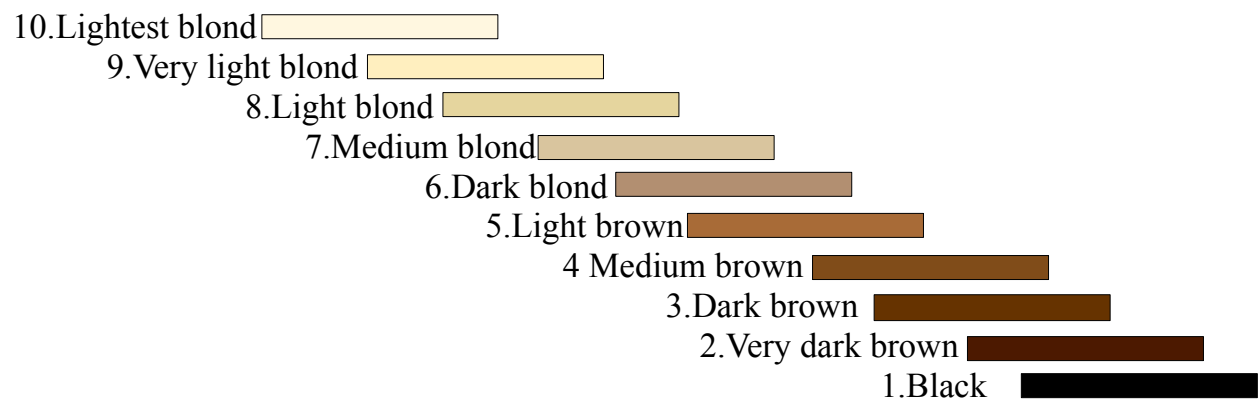 10.Lightest blond
9.Very light blond
8.Light blond
7.Medium blond
6.Dark blond
5.Light brown
4 Medium brown
3.Dark brown
2.Very dark brown
1.Black